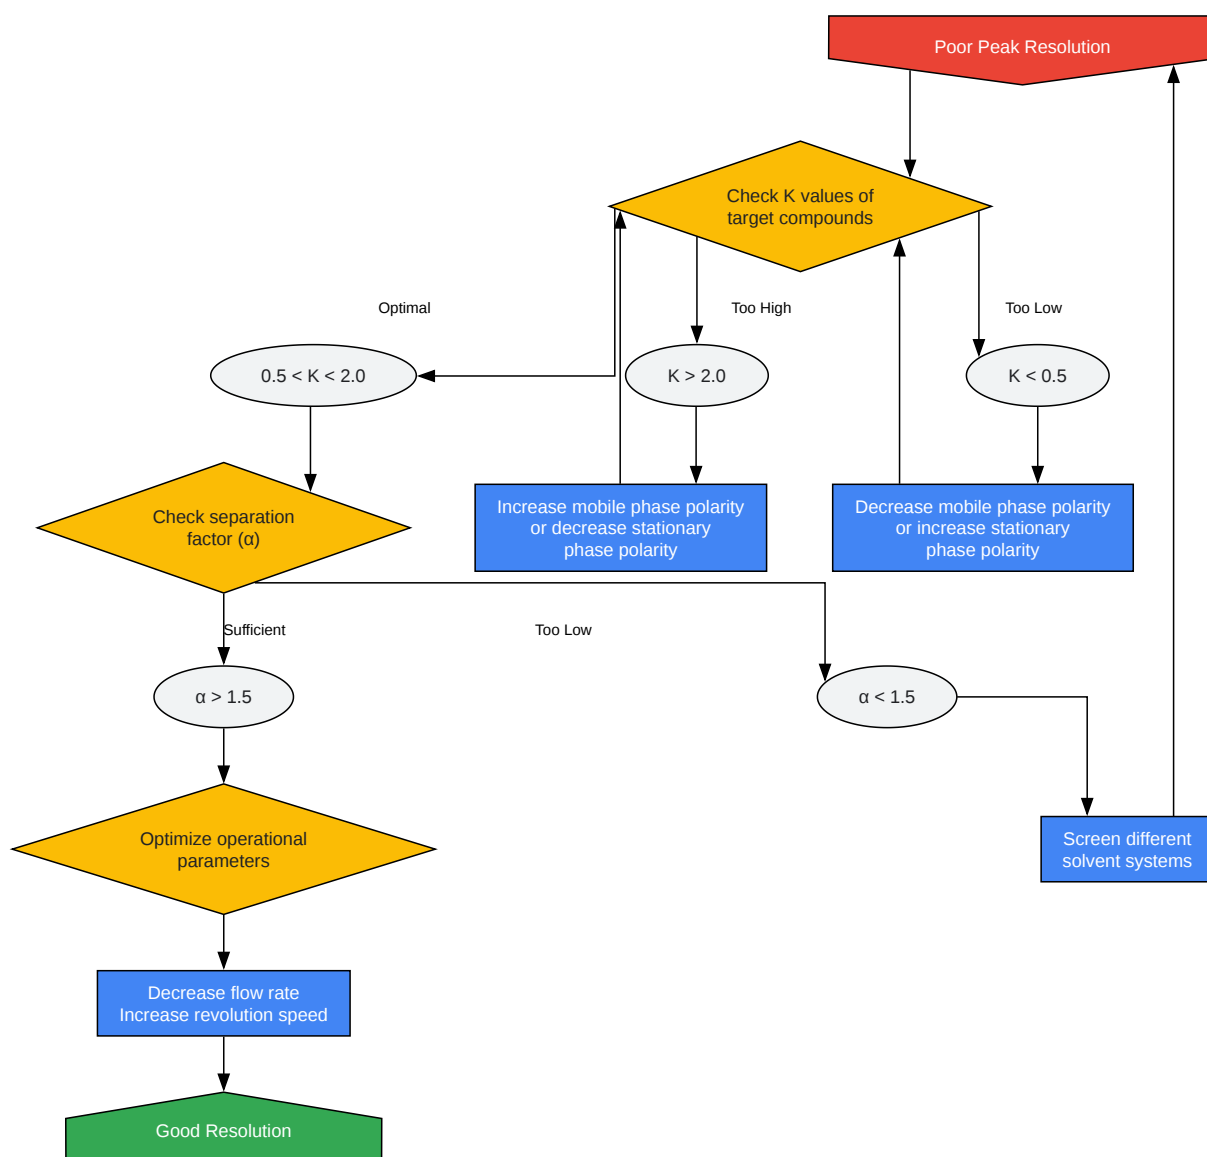 Poor Peak Resolution
Check K values of
target compounds
Optimal
Too High
Too Low
0.5 < K < 2.0
K > 2.0
K < 0.5
Check separation
factor (α)
Increase mobile phase polarity
or decrease stationary
phase polarity
Decrease mobile phase polarity
or increase stationary
phase polarity
Sufficient
Too Low
α > 1.5
α < 1.5
Optimize operational
parameters
Screen different
solvent systems
Decrease flow rate
Increase revolution speed
Good Resolution